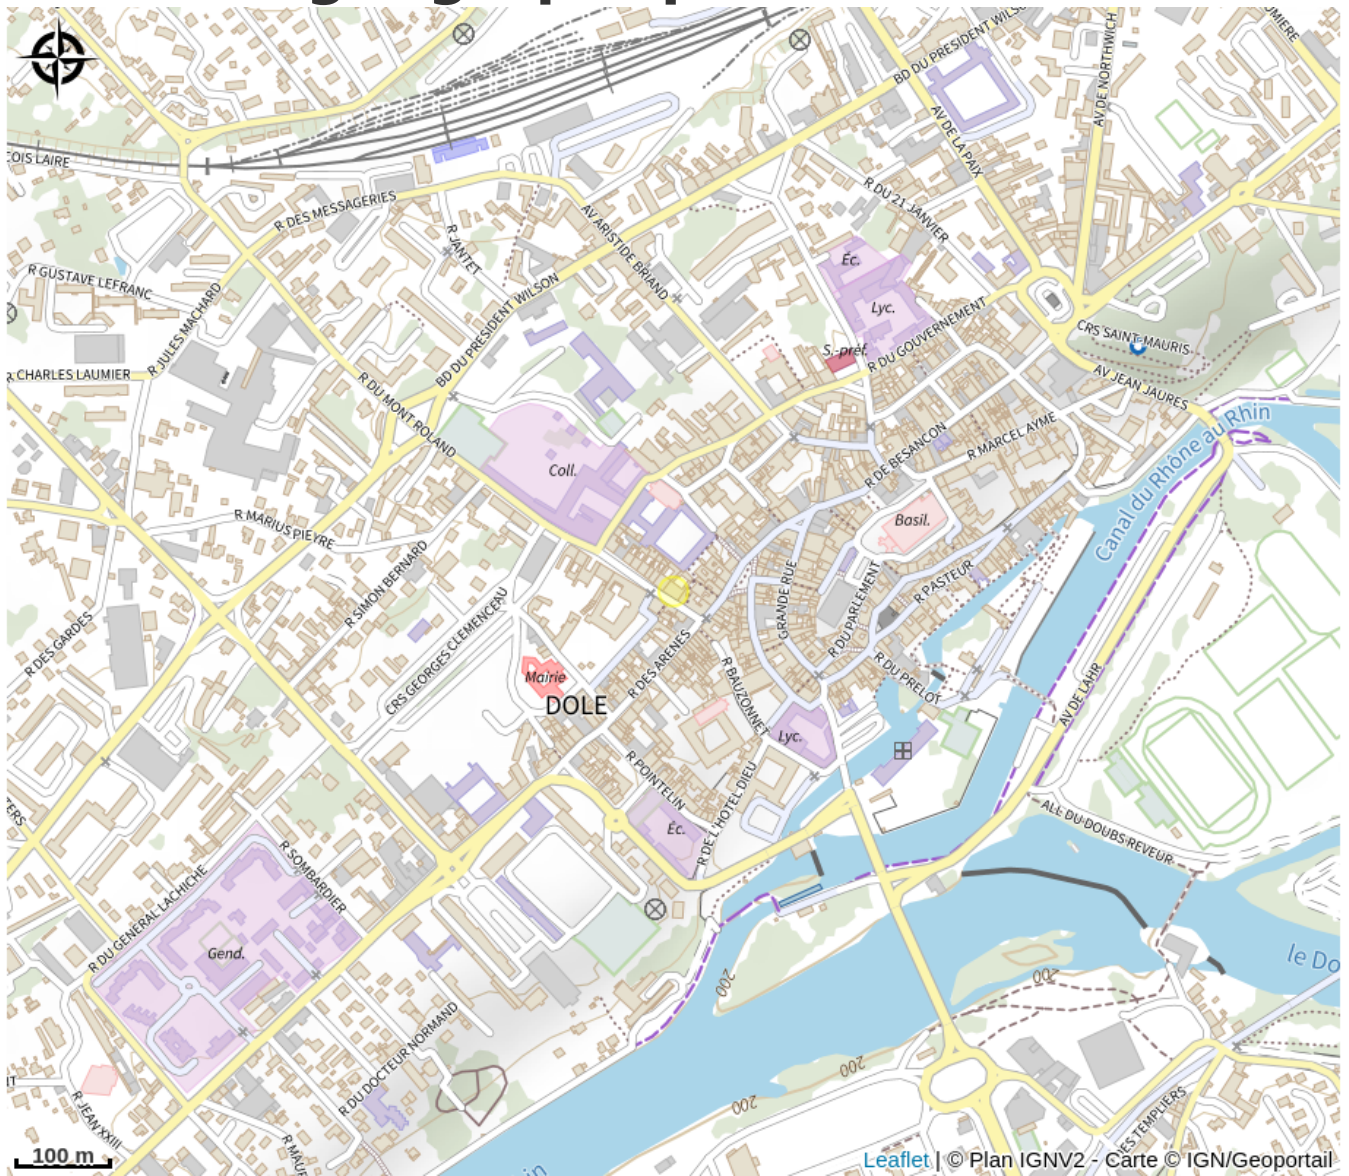 BD DU PRESIDENT WILSON
AV DE NORTHWICH
AV DE LA PAIX
R DU 21 JANVIER
R DES MESSAGERIES
R JANTET
AV ARISTIDE BRIAND
R GUSTAVE LEFRANC
R JULES MACHARD
BD DU PRESIDENT WILSON
Éc.
Lyc.
S.-préf.
R DU GOUVERNEMENT
CRS SAINT-MAURIS
AV JEAN JAURES
R CHARLES LAUMIER
R DU MONT ROLAND
Coll.
R DE BESANCON
R MARCEL AYME
Canal du Rhône au Rhin
Basil.
R MARIUS PIEYRE
R SIMON BERNARD
CRS GEORGES CLEMENCEAU
GRANDE RUE
R DU PARLEMENT
R PASTEUR
R DES GARDES
R DES ARENES
R BAUZONNET
R DU PRELOT
AV DE LAHR
Mairie
DOLE
Lyc.
R POINTELIN
R DE L'HOTEL DIEU
Éc.
ALL DU DOUBS REVEUR
R SOMBARDIER
R DU GENERAL LACHICHE
Gend.
200
200
le Do
R DU DOCTEUR NORMAND
200
200
R JEAN XXIII
R MAUR
ES TEMPLIERS
100 m
Leaflet | © Plan IGNV2 - Carte © IGN/Geoportail